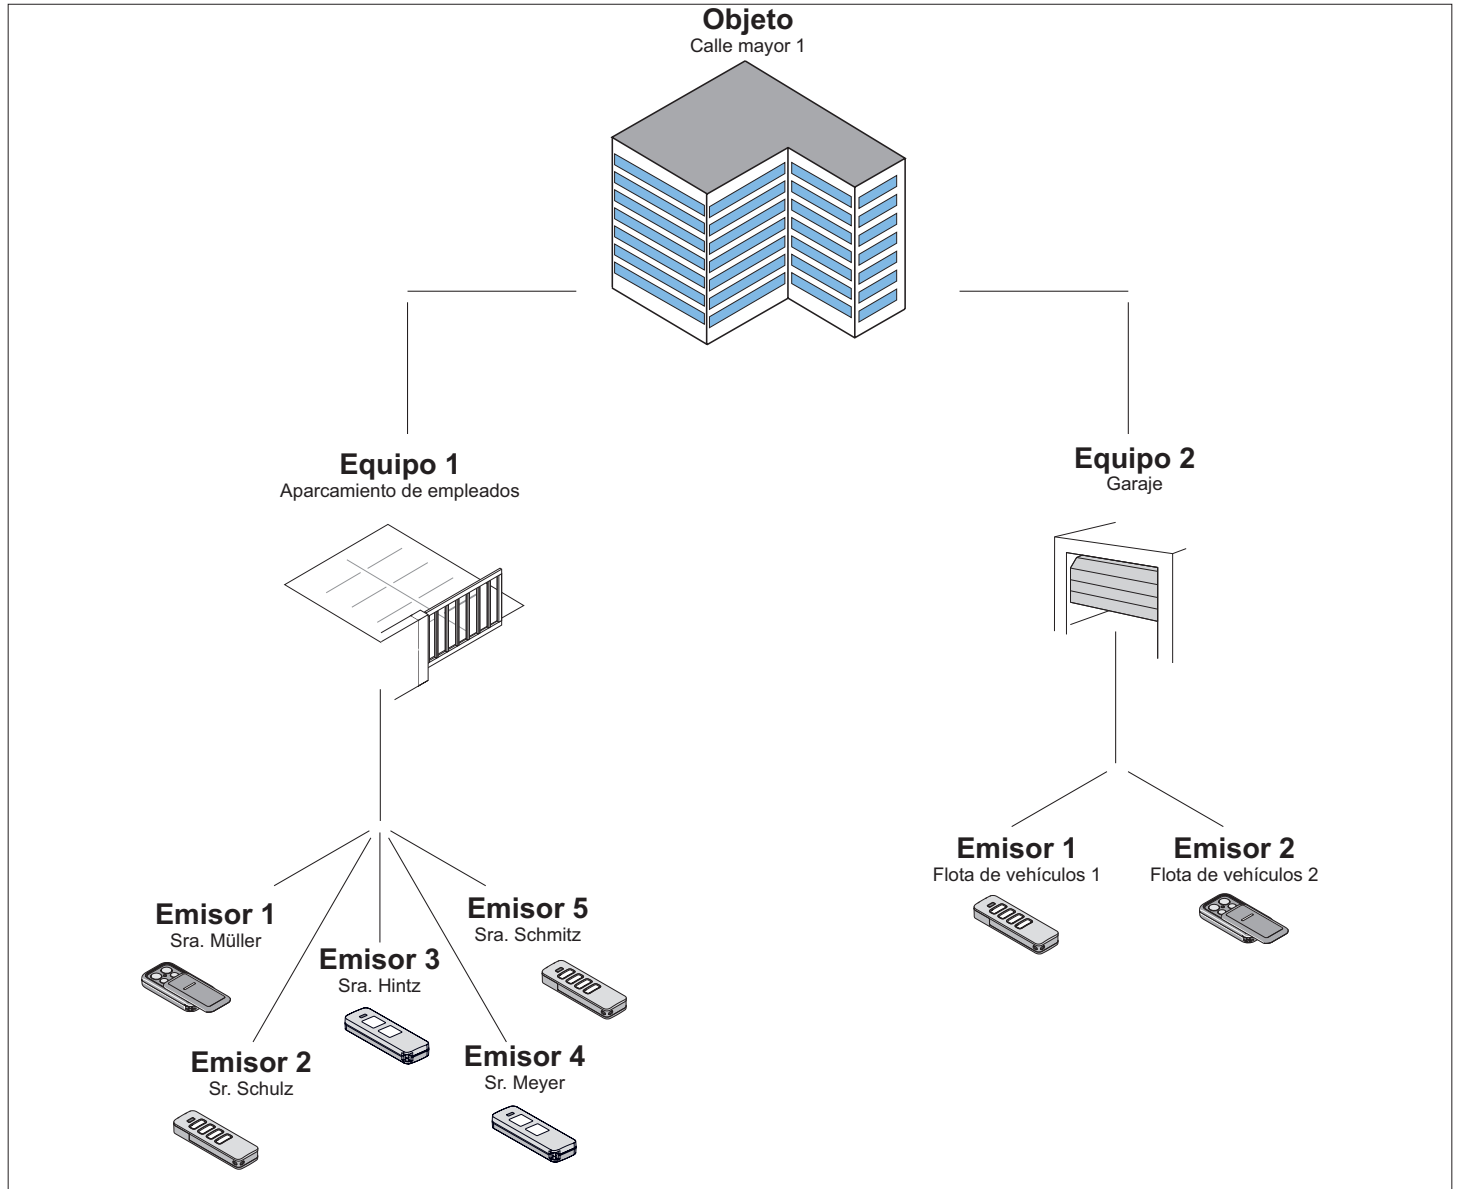 Objeto
Calle mayor 1
Equipo 1
Aparcamiento de empleados
Equipo 2
Garaje
Emisor 1
Sra. Müller
Emisor 2
Sr. Schulz
Emisor 3
Sra. Hintz
Emisor 4
Sr. Meyer
Emisor 5
Sra. Schmitz
Emisor 1
Flota de vehículos 1
Emisor 2
Flota de vehículos 2